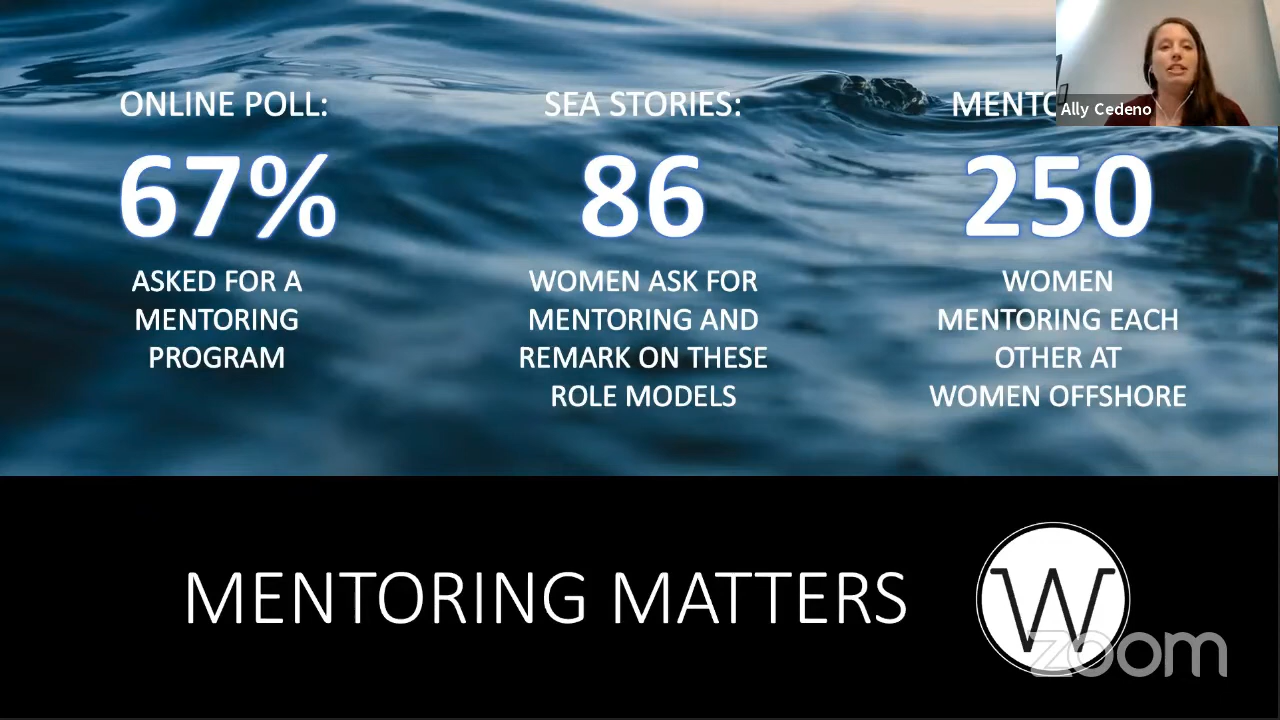 ONLINE POLL:
67%
ASKED FOR A
MENTORING
PROGRAM
SEA STORIES:
86
WOMEN ASK FOR
MENTORING AND
REMARK ON THESE
ROLE MODELS
250
WOMEN
MENTORING EACH
OTHER AT
WOMEN OFFSHORE
Ally Cedeno
MENTORING MATTERS
W
zoom